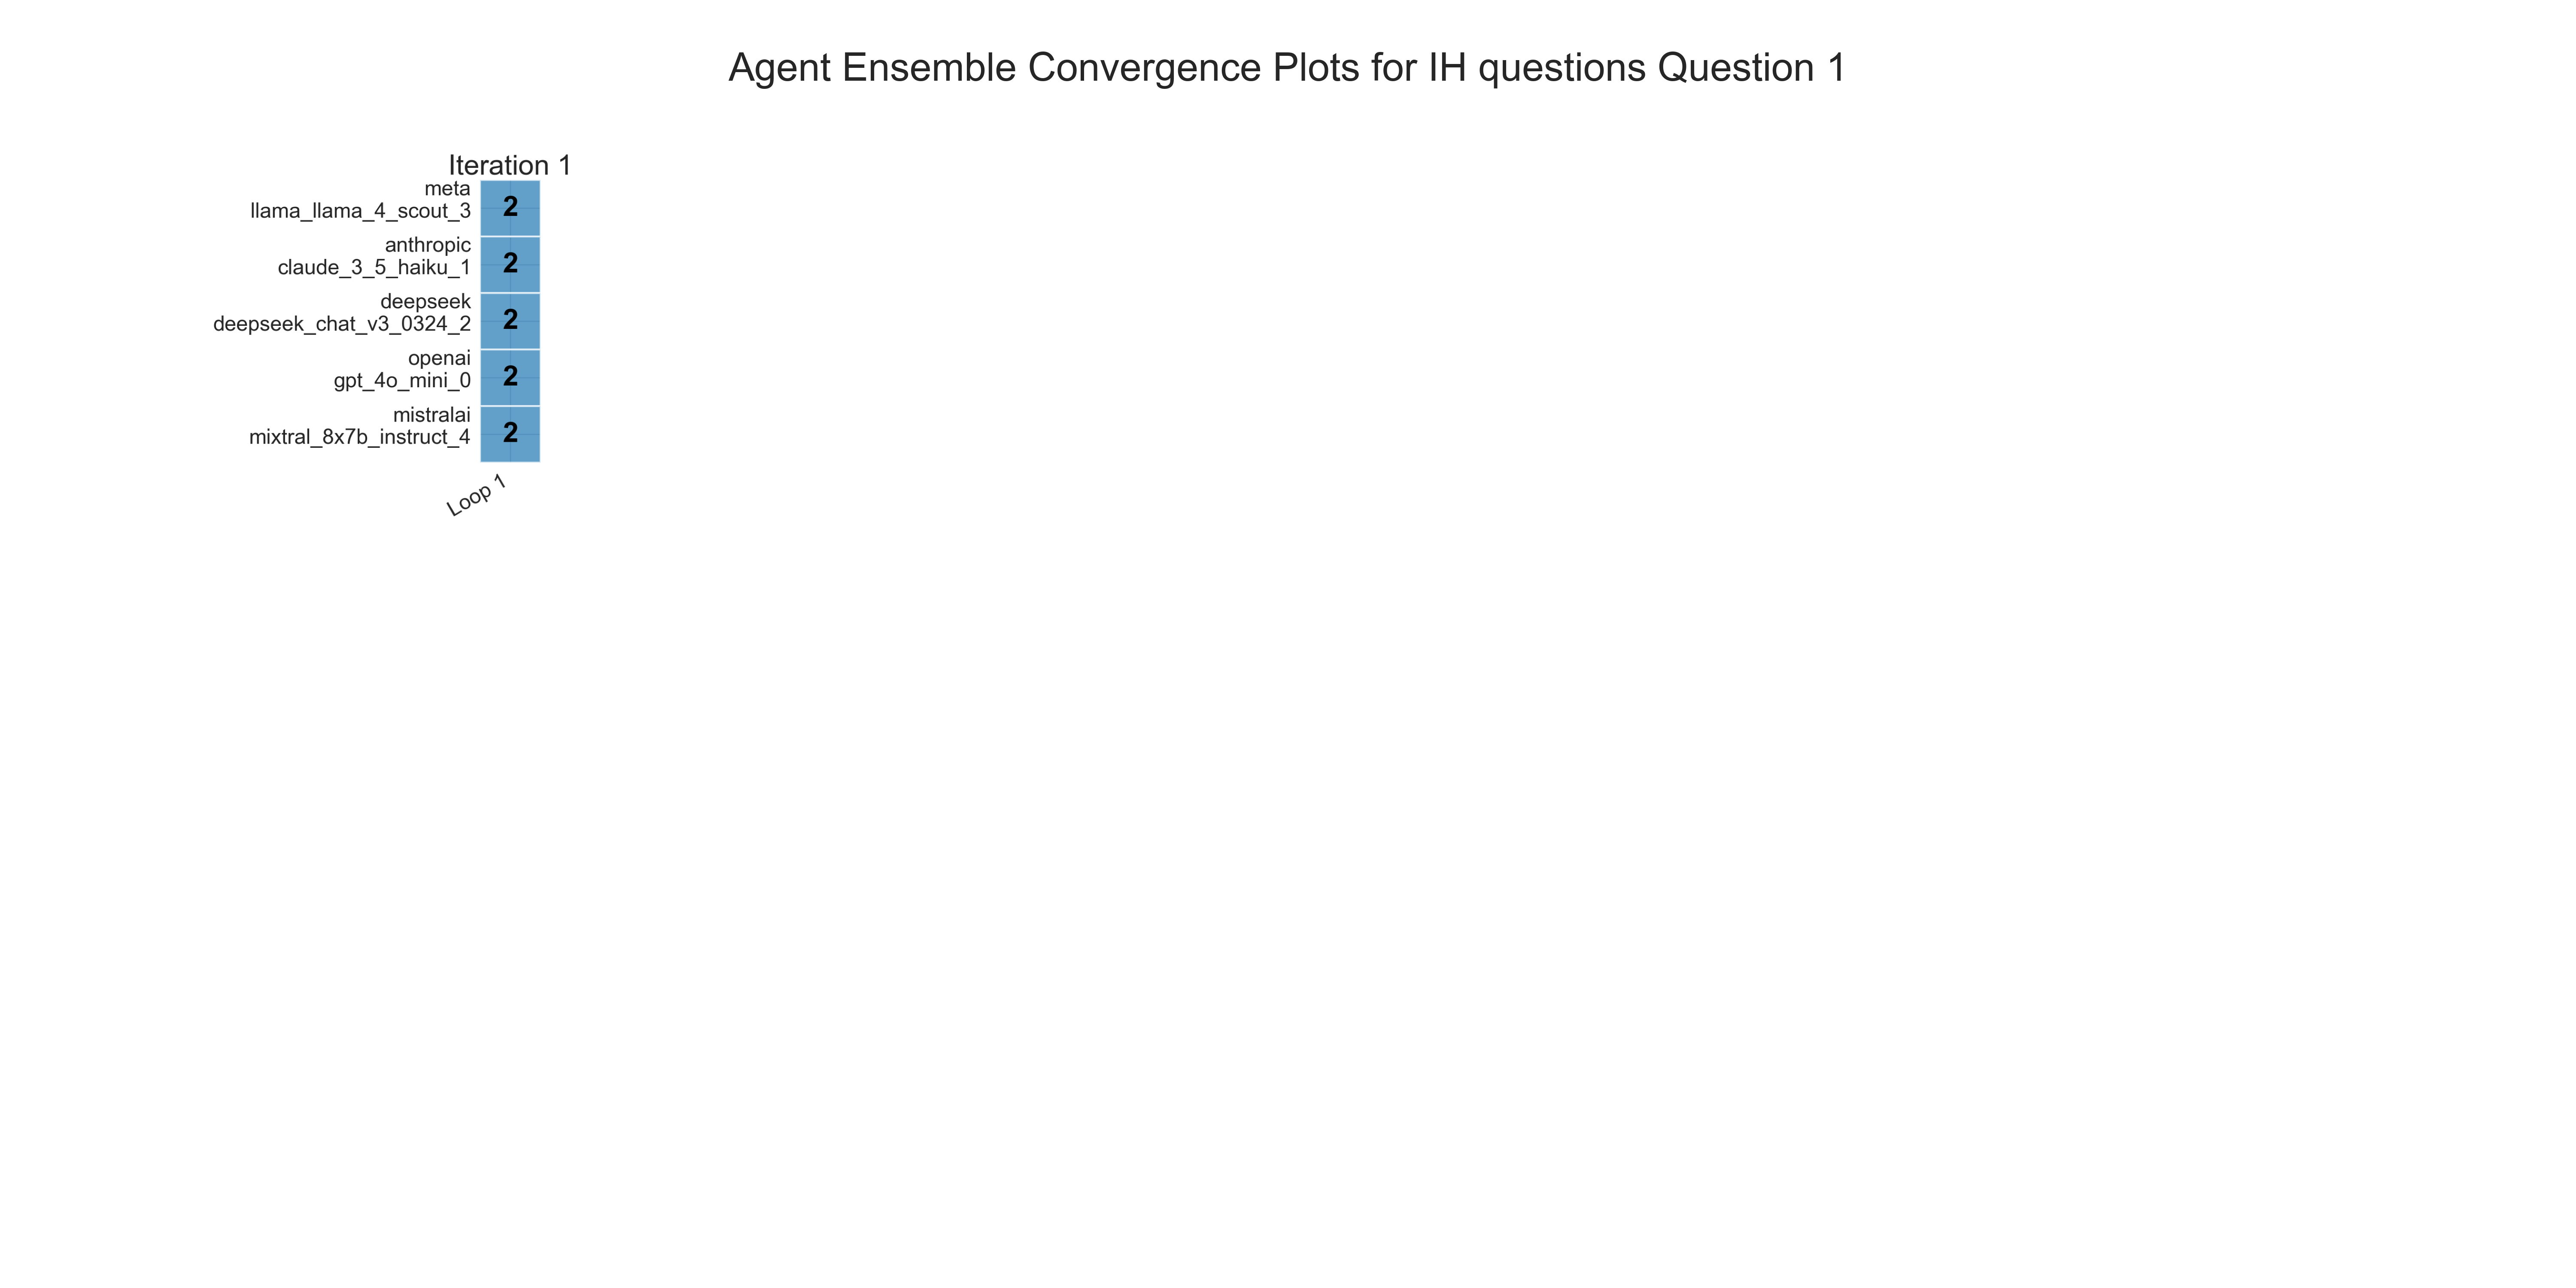 Agent Ensemble Convergence Plots for IH questions Question 1
Iteration 1
meta
llama_llama_4_scout_3
2
anthropic
claude_3_5_haiku_1
2
deepseek
deepseek_chat_v3_0324_2
2
openai
gpt_4o_mini_0
2
mistralai
mixtral_8x7b_instruct_4
2
Loop 1